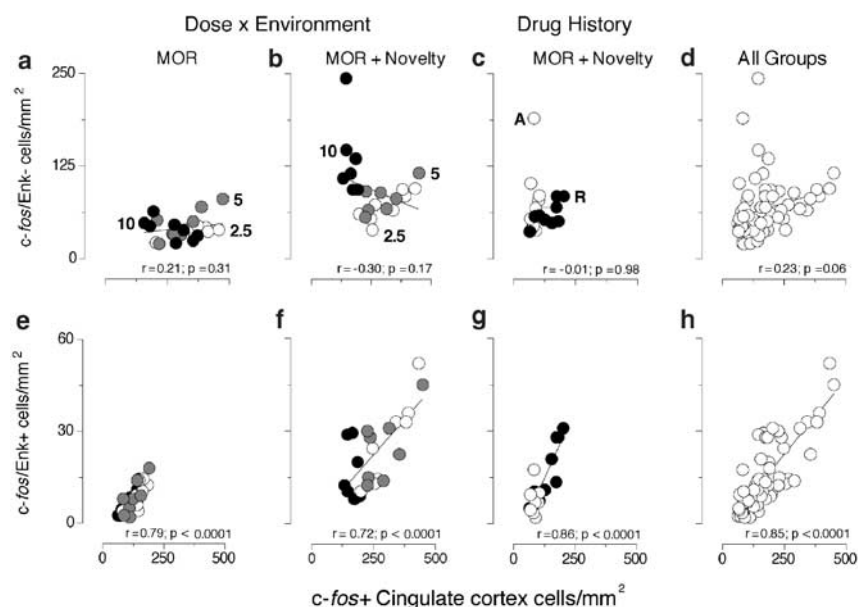 Dose x Environment Drug History
a MOR b MOR + Novelty c MOR + Novelty d All Groups
250
125
0
c-fos/Enk- cells/mm2
10 5 2.5
10 5 2.5
A R
r=0.21; p =0.31 r=-0.30; p =0.17 r=-0.01; p =0.98 r=0.23; p =0.06
e f g h
60
30
0
c-fos/Enk+ cells/mm2
r=0.79; p < 0.0001 r=0.72; p <0.0001 r=0.86; p <0.0001 r=0.85; p <0.0001
0 250 500 0 250 500 0 250 500 0 250 500
c-fos+ Cingulate cortex cells/mm2